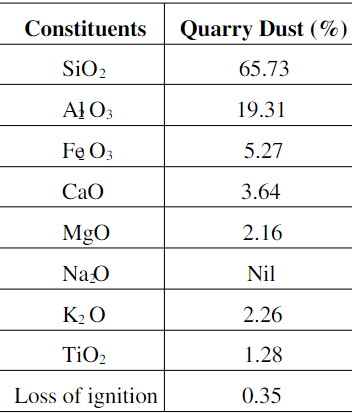 Constituents Quarry Dust (%)
SiO₂ 65.73
Al₂O₃ 19.31
Fe₂O₃ 5.27
CaO 3.64
MgO 2.16
Na₂O Nil
K₂O 2.26
TiO₂ 1.28
Loss of ignition 0.35